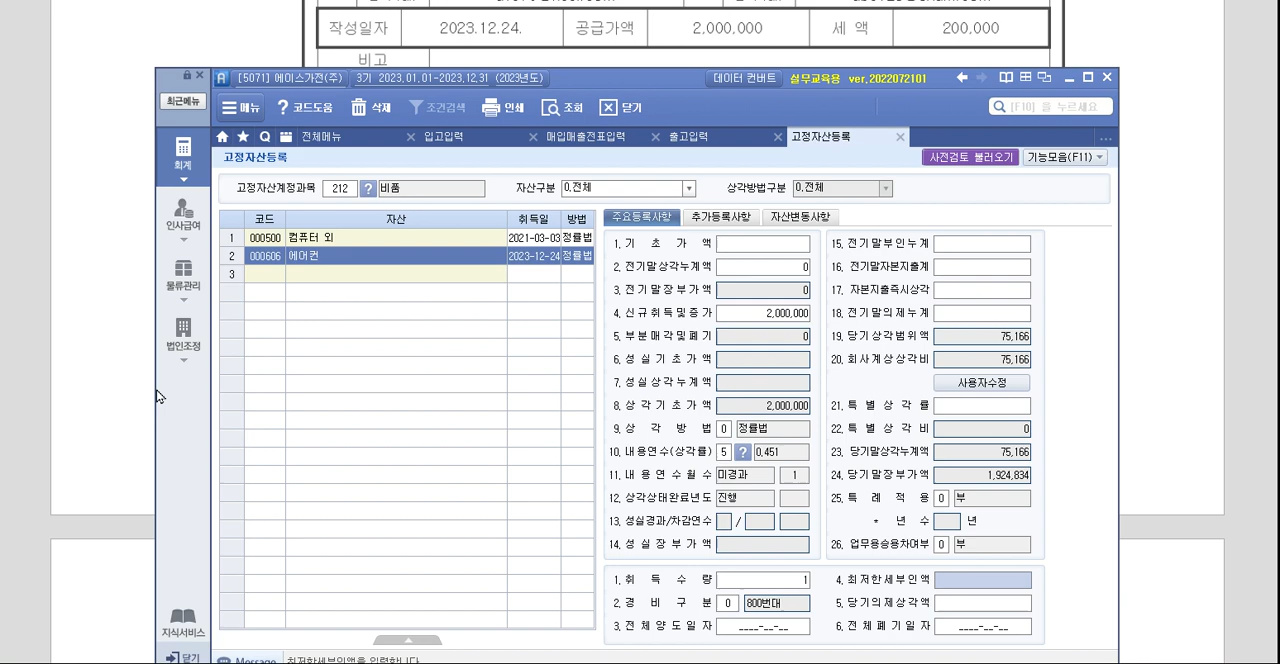 작성일자 2023.12.24. 공급가액 2,000,000 세 액 200,000
비고
[5071] 에이스가전(주) 3기 2023.01.01~2023.12.31 (2023년도) 데이터 컨버트 실무교육용 ver.2022072101
최근메뉴
메뉴 코드도움 삭제 조건검색 인쇄 조회 닫기 [F10] 을 누르세요
전체메뉴 입고입력 매입매출전표입력 출고입력 고정자산등록
고정자산등록 사전검토 불러오기 기능모음(F11)
고정자산계정과목 212 ? 비품 자산구분 0.전체 상각방법구분 0.전체
회계
인사급여
물류관리
법인조정
지식서비스
닫기
코드 자산 취득일 방법
1 000500 컴퓨터 외 2021-03-03 정률법
2 000606 에어컨 2023-12-24 정률법
3
주요등록사항 추가등록사항 자산변동사항
1. 기 초 가 액
2. 전기말상각누계액 0
3. 전기말장부가액 0
4. 신규취득및증가 2,000,000
5. 부분매각및폐기 0
6. 성실기초가액
7. 성실상각누계액
8. 상각기초가액 2,000,000
9. 상 각 방 법 0 정률법
10. 내용연수(상각률) 5 ? 0.451
11. 내용연수월수 미경과 1
12. 상각상태완료년도 진행
13. 성실경과/차감연수 /
14. 성실장부가액
15. 전기말부인누계
16. 전기말자본지출계
17. 자본지출즉시상각
18. 전기말의제누계
19. 당기상각범위액 75,166
20. 회사계상상각비 75,166
사용자수정
21. 특별상각률
22. 특별상각비 0
23. 당기말상각누계액 75,166
24. 당기말장부가액 1,924,834
25. 특 례 적 용 0 부
* 년 수 년
26. 업무용승용차여부 0 부
1. 취 득 수 량 1
2. 경 비 구 분 0 800번대
3. 전체양도일자 ____-__-__
4. 최저한세부인액
5. 당기의제상각액
6. 전체폐기일자 ____-__-__
Message 최저한세부인액을 입력합니다.